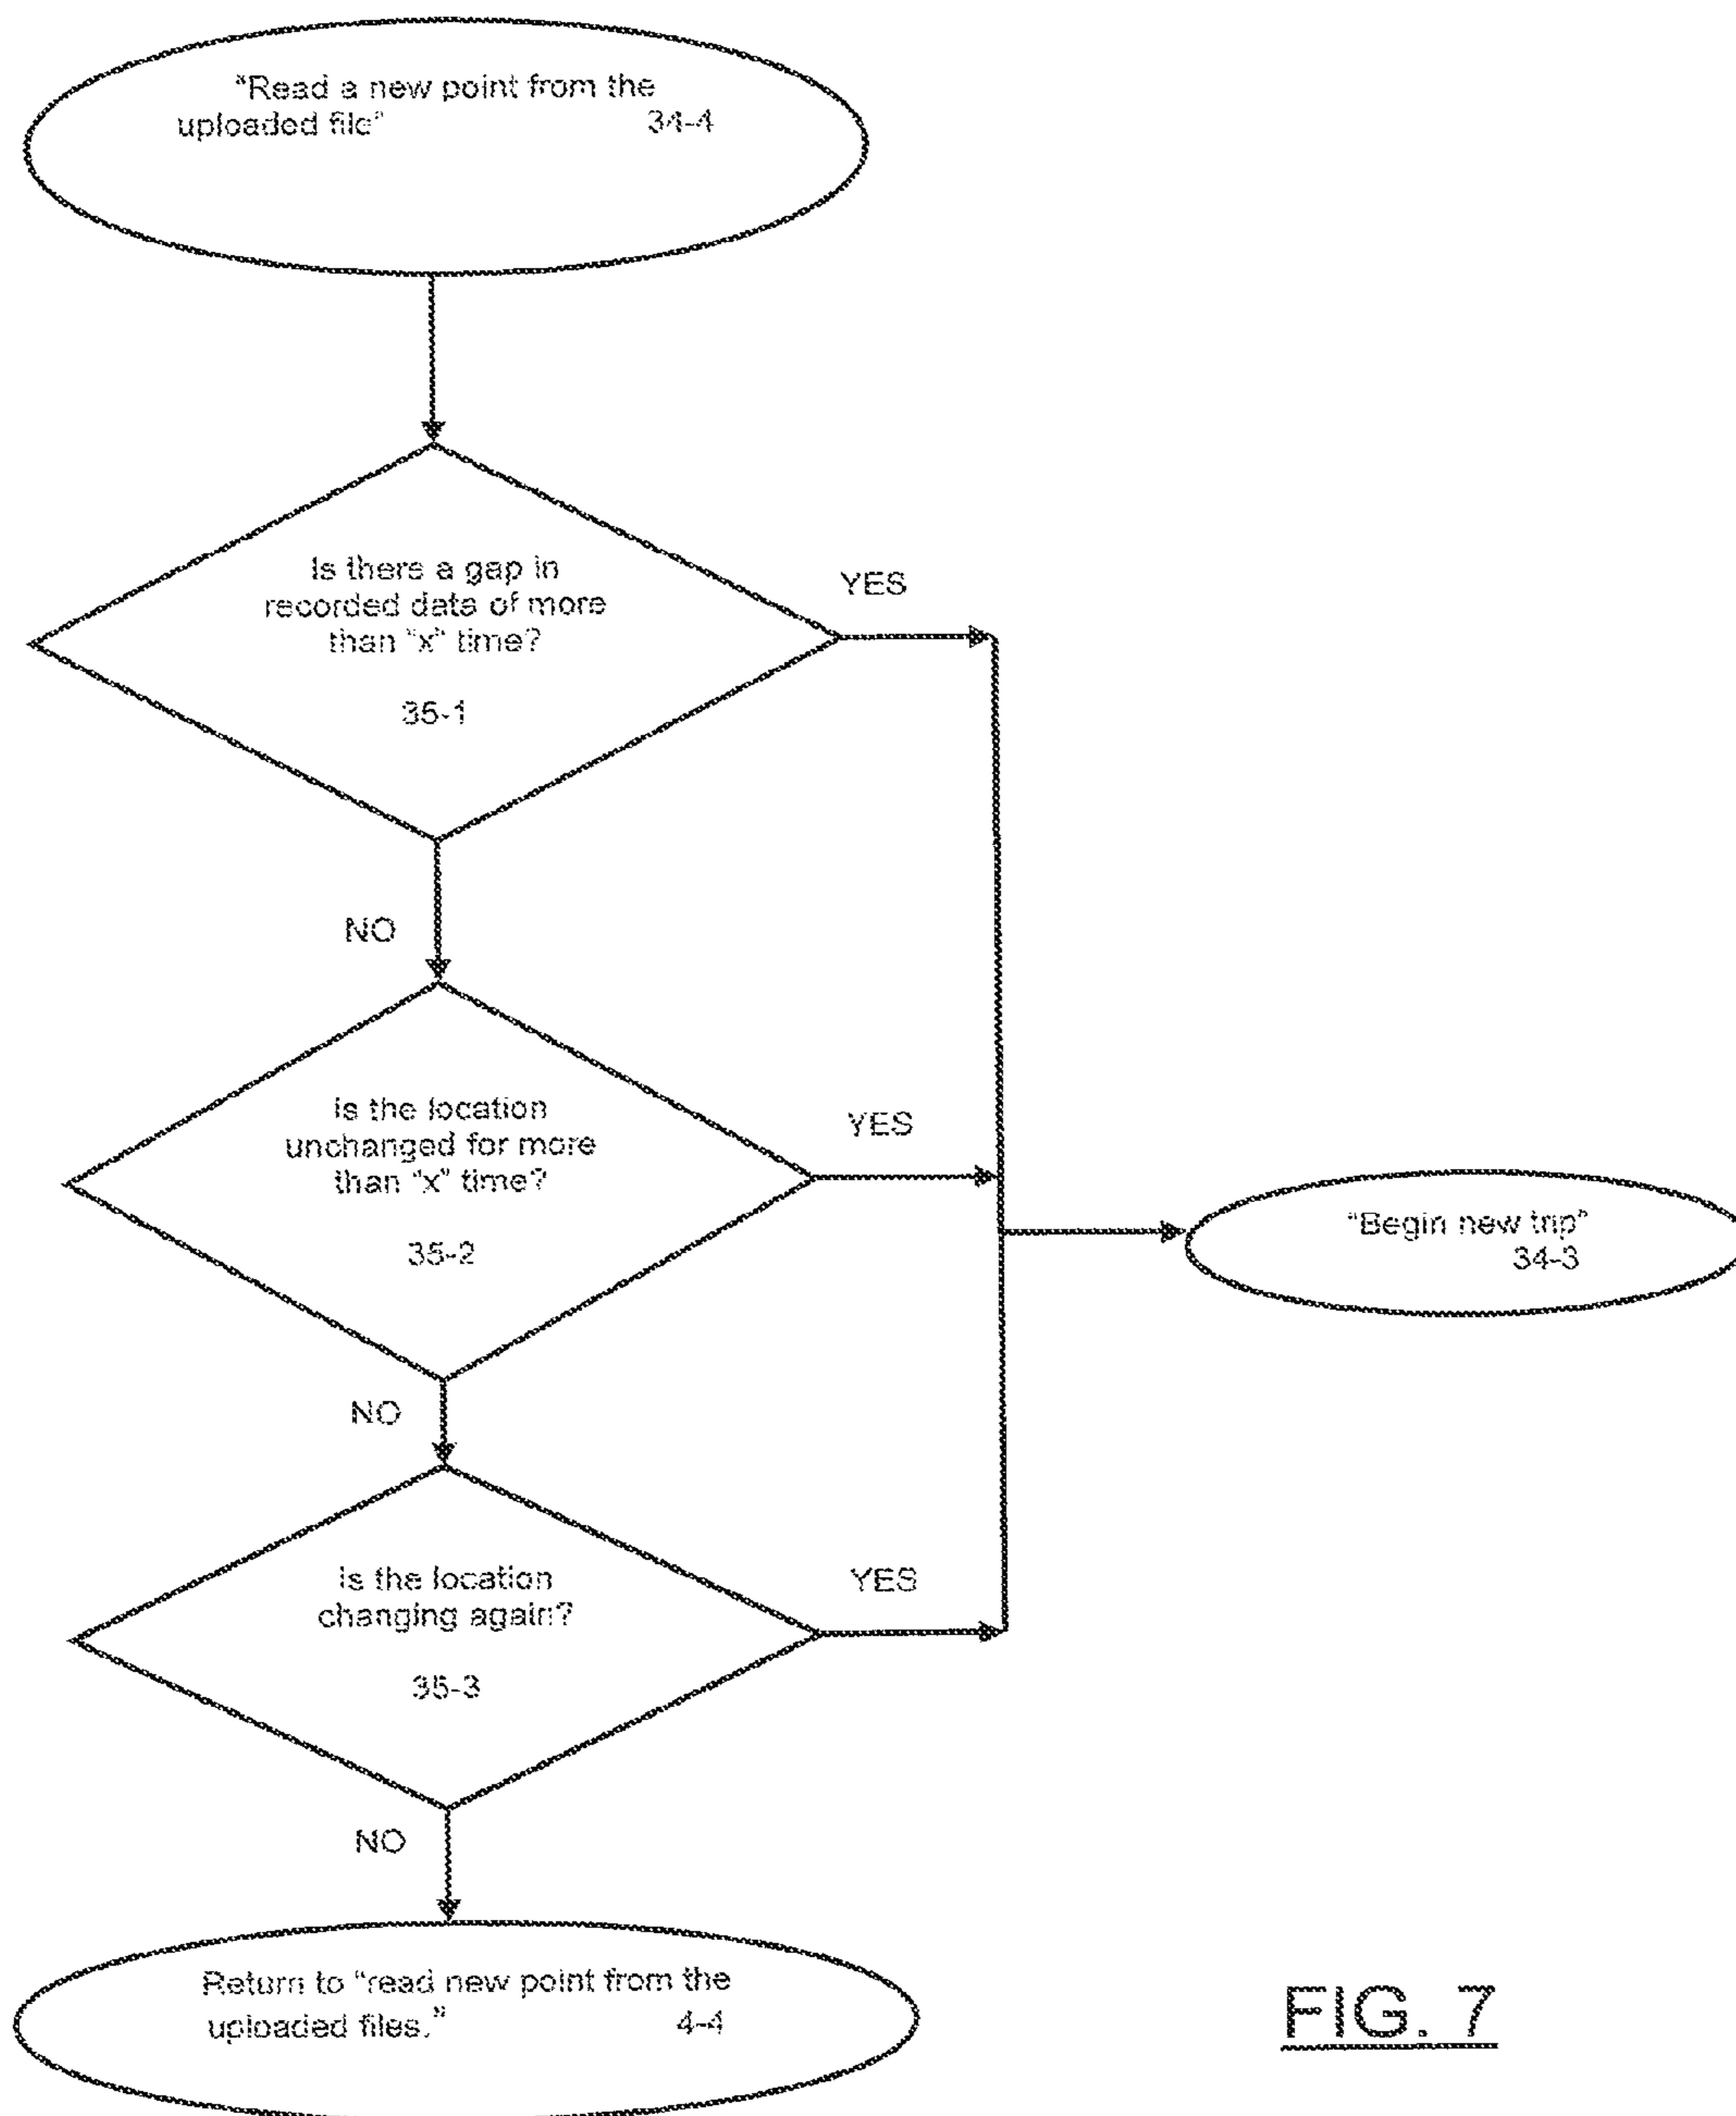 "Read a new point from the
uploaded file" 34-4
Is there a gap in
recorded data of more
than "x" time?
35-1
YES
NO
Is the location
unchanged for more
than "x" time?
35-2
YES
NO
"Begin new trip"
34-3
Is the location
changing again?
35-3
YES
NO
Return to "read new point from the
uploaded files." 4-4
FIG. 7